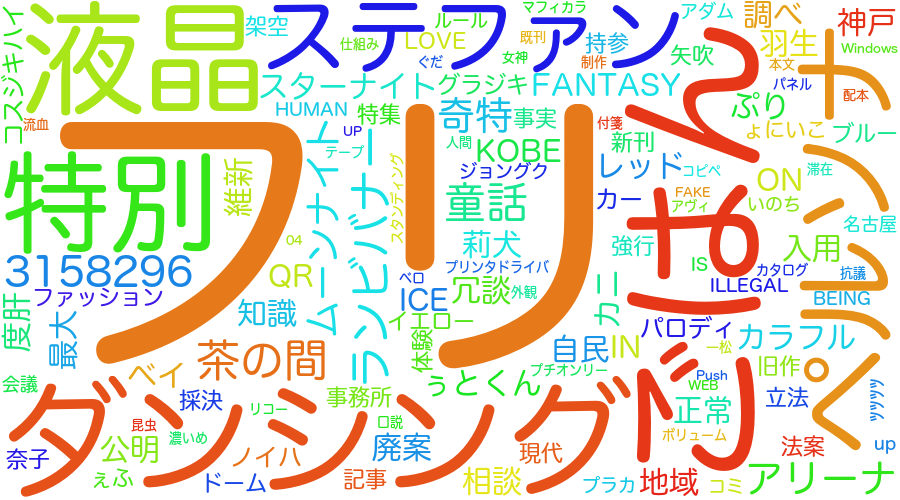 コスジキハイ
流血
液晶
架空
ステファン
仕組み
ルール
LOVE
ぐだ
マフィカラ
既刊
女神
持参
制作
アダム
矢吹
調べ
羽生
本文
パネル
神戸
Windows
配本
スターナイト
グラジキ
FANTASY
HUMAN
特集
奇特
事実
UP
テープ
人間
KOBE
付箋
新刊
ぷり
ょにいこ
ブルー
フリー
特別
維新
ムーンナイト
ランビバナー
スタンディング
ジョングク
レッド
コピペ
ON
滞在
童話
カー
FAKE
アヴィ
いのち
名古屋
04
莉犬
強行
入用
3158296
QR
ベロ
プリンタドライバ
IS
カタログ
抗議
ファッション
ICE
冗談
外観
カニ
ILLEGAL
BEING
度肝
最大
知識
イエロー
パロディ
一松
カラフル
茶の間
体験
自民
IN
旧作
ベイ
ぅとくん
プチオンリー
Push
WEB
会議
採決
事務所
正常
立法
ッッッッ
ダンシング
昆虫
リコー
口説
濃いめ
公明
廃案
現代
ボリューム
法案
up
奈子
ノイハ
ぇふ
ドーム
記事
相談
プラカ
地域
コミ
アリーナ